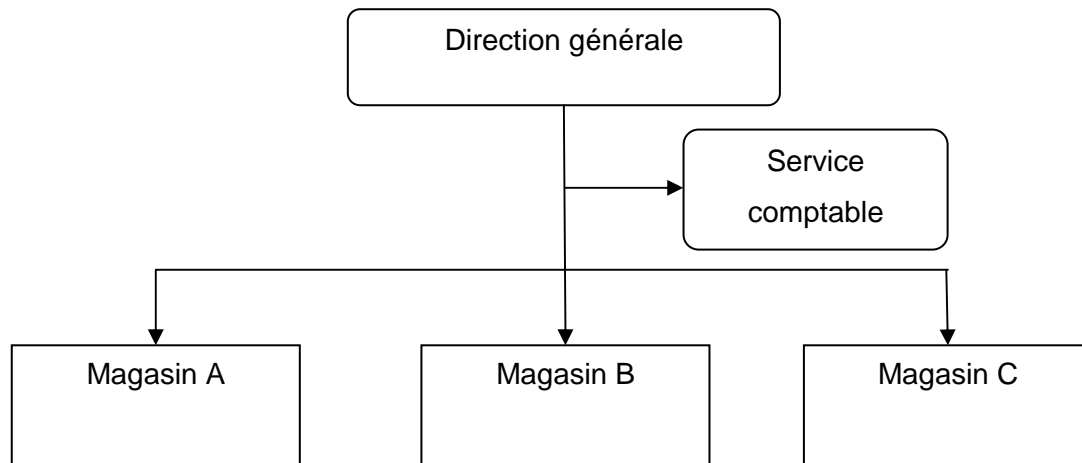 Direction générale
Service
comptable
Magasin A
Magasin B
Magasin C